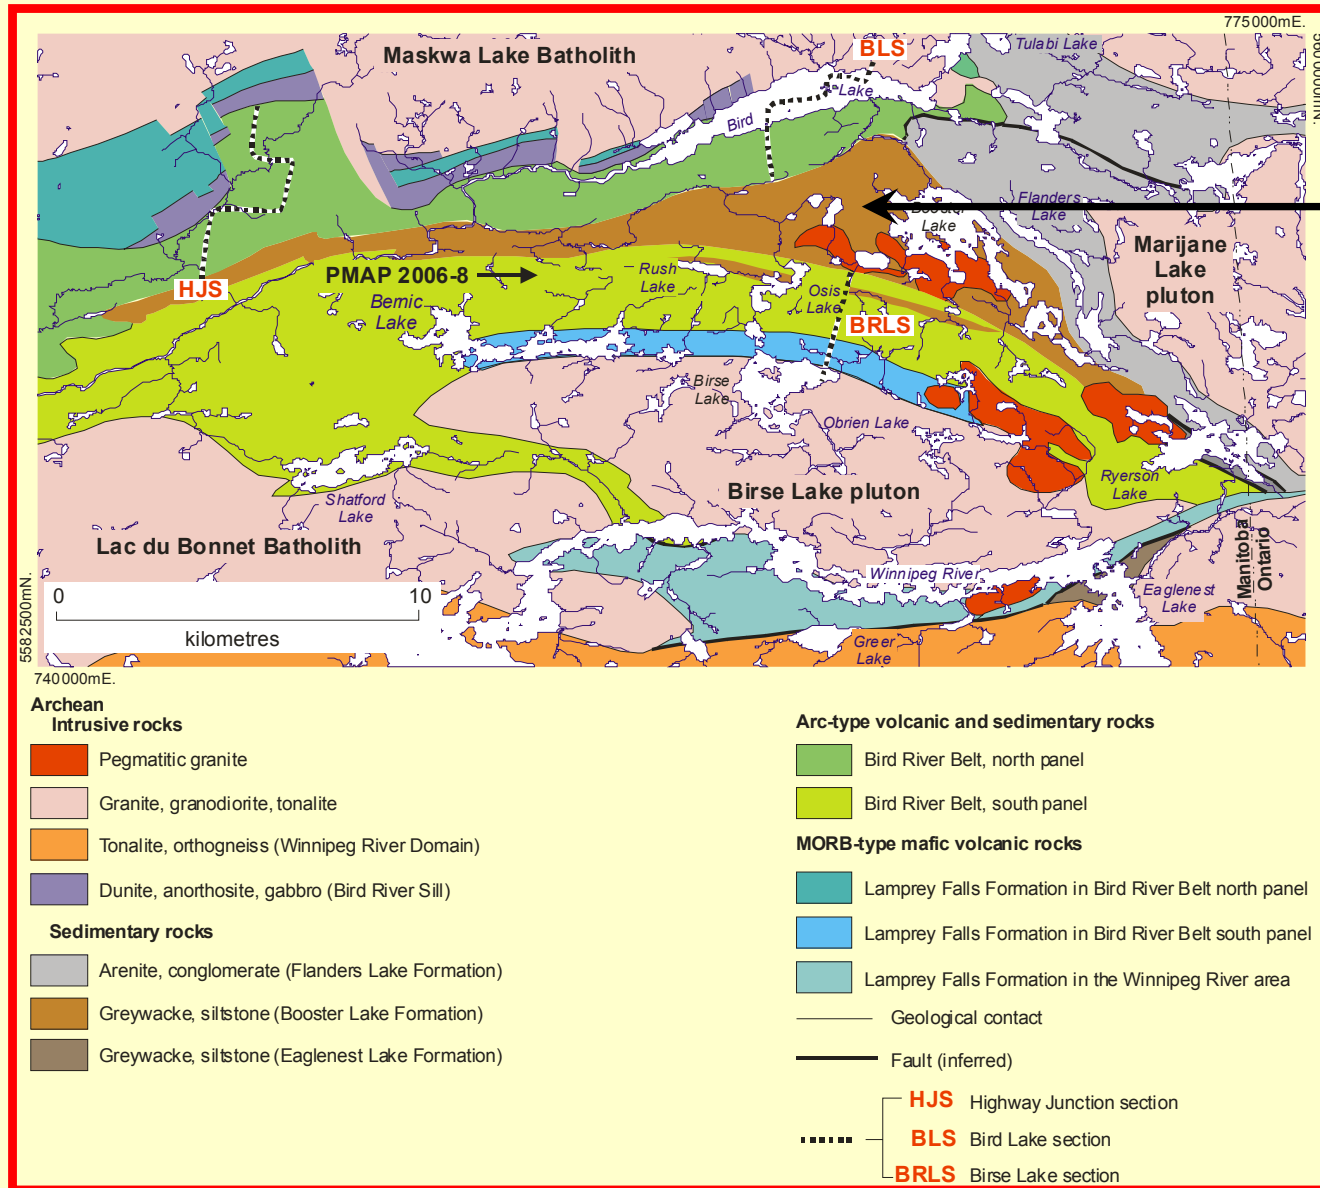 775000mE.
5600000mN.
Maskwa Lake Batholith
BLS
Tulabi Lake
Lake
Bird
Flanders
Lake
Booster
Lake
Marijane
Lake
pluton
HJS
PMAP 2006-8
Rush
Lake
Bernic
Lake
Osis
Lake
BRLS
Birse
Lake
Obrien Lake
Ryerson
Lake
Birse Lake pluton
Shatford
Lake
Lac du Bonnet Batholith
Winnipeg River
Manitoba
Ontario
Eaglenest
Lake
Greer
Lake
0 10
kilometres
5582500mN.
740000mE.
Archean
Intrusive rocks
Pegmatitic granite
Granite, granodiorite, tonalite
Tonalite, orthogneiss (Winnipeg River Domain)
Dunite, anorthosite, gabbro (Bird River Sill)
Sedimentary rocks
Arenite, conglomerate (Flanders Lake Formation)
Greywacke, siltstone (Booster Lake Formation)
Greywacke, siltstone (Eaglenest Lake Formation)
Arc-type volcanic and sedimentary rocks
Bird River Belt, north panel
Bird River Belt, south panel
MORB-type mafic volcanic rocks
Lamprey Falls Formation in Bird River Belt north panel
Lamprey Falls Formation in Bird River Belt south panel
Lamprey Falls Formation in the Winnipeg River area
Geological contact
Fault (inferred)
HJS Highway Junction section
BLS Bird Lake section
BRLS Birse Lake section